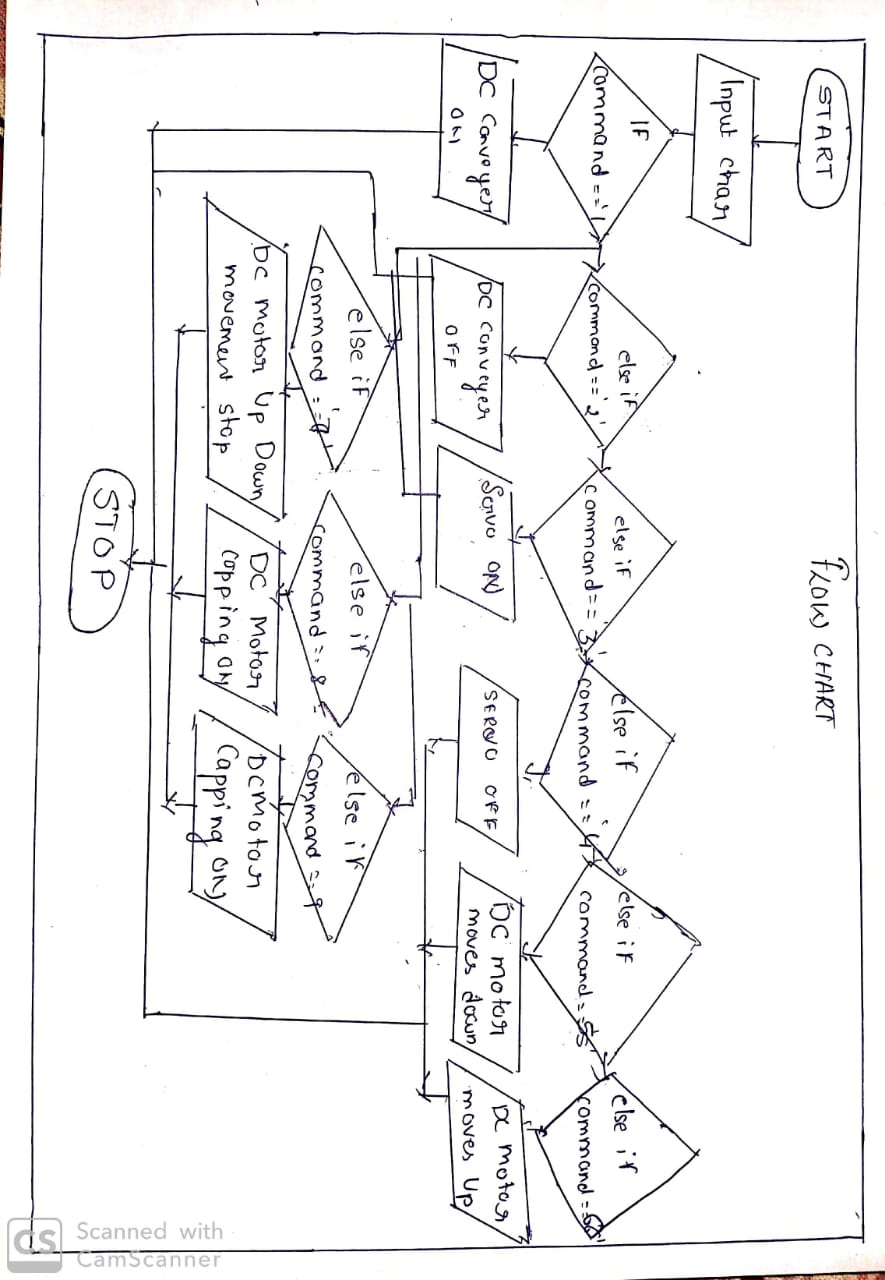 flow CHART
START
Input char
IF
command == '1'
else if
command == '2'
else if
command == '3'
else if
command == '4'
else if
command = '5'
else if
command =
DC Conveyer
ON
DC conveyer
OFF
Servo ON
SERVO OFF
DC motor
moves down
DC motor
moves Up
else if
command = '7'
else if
command =. 8
else if
command =. 9
DC motor Up Down
movement stop
DC Motor
Capping ON
DC Motor
Capping ON
STOP
CS Scanned with
CamScanner